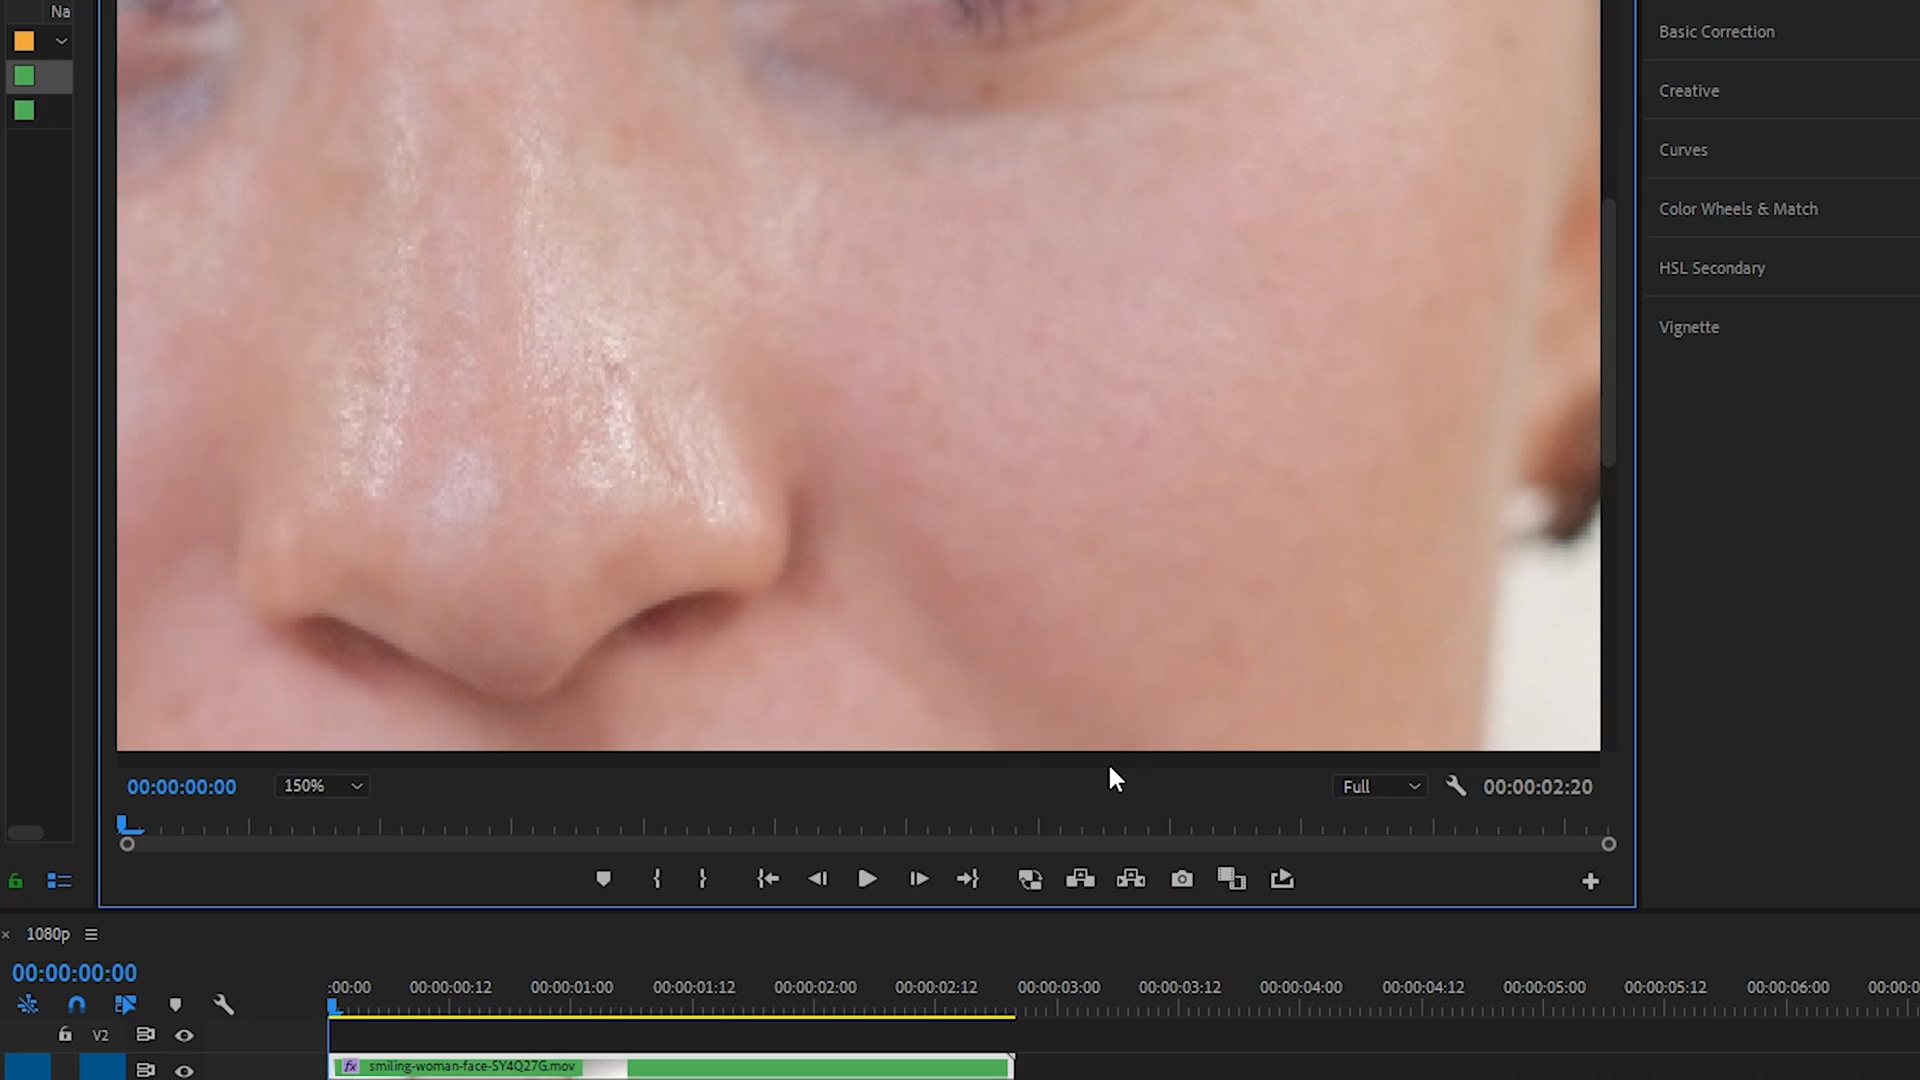 Na
Basic Correction
Creative
Curves
Color Wheels & Match
HSL Secondary
Vignette
00:00:00:00
150%
Full
00:00:02:20
1080p
00:00:00:00
:00:00
00:00:00:12
00:00:01:00
00:00:01:12
00:00:02:00
00:00:02:12
00:00:03:00
00:00:03:12
00:00:04:00
00:00:04:12
00:00:05:00
00:00:05:12
00:00:06:00
00:00:0
V2
fx smiling-woman-face-SY4Q27G.mov